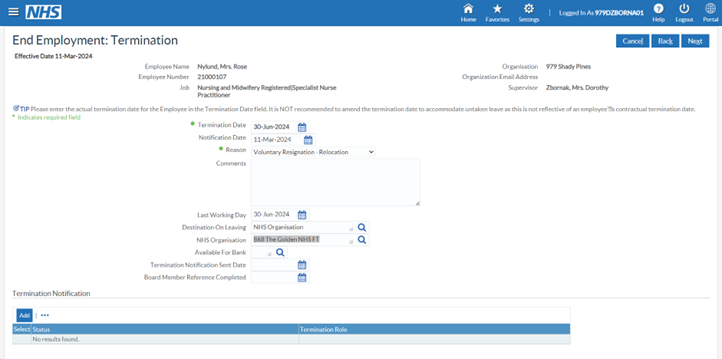 NHS
Home
Favorites
Settings
Logged In As 979DZBORNA01
Help
Logout
Portal
End Employment: Termination
Cancel
Back
Next
Effective Date 11-Mar-2024
Employee Name Nylund, Mrs. Rose
Organisation 979 Shady Pines
Employee Number 21000107
Organization Email Address
Job Nursing and Midwifery Registered|Specialist Nurse
Practitioner
Supervisor Zbornak, Mrs. Dorothy
TIP Please enter the actual termination date for the Employee in the Termination Date field. It is NOT recommended to amend the termination date to accommodate untaken leave as this is not reflective of an employee?s contractual termination date.
* Indicates required field
Termination Date 30-Jun-2024
Notification Date 11-Mar-2024
Reason Voluntary Resignation - Relocation
Comments
Last Working Day 30-Jun-2024
Destination On Leaving NHS Organisation
NHS Organisation 868 The Golden NHS FT
Available For Bank
Termination Notification Sent Date
Board Member Reference Completed
Termination Notification
Add | •••
Select Status Termination Role
No results found.